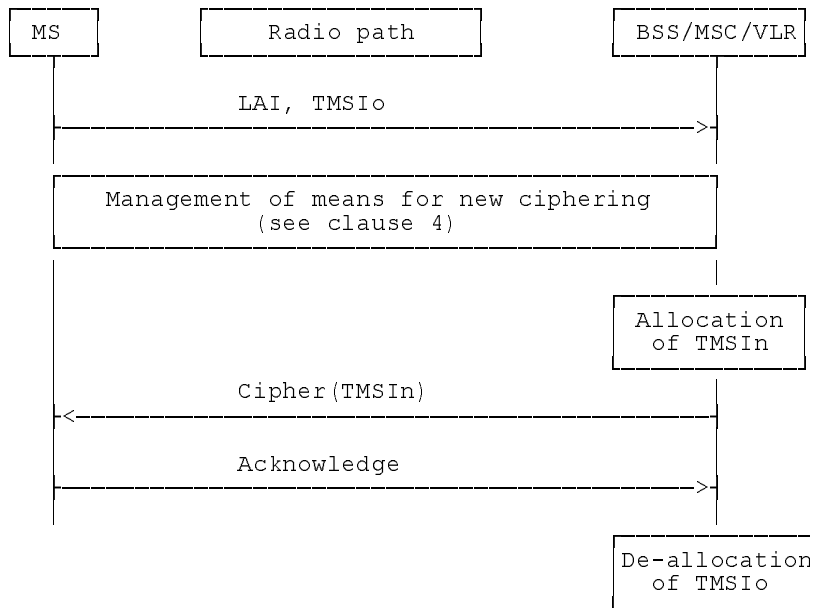 MS
Radio path
BSS/MSC/VLR
LAI, TMSIo
Management of means for new ciphering
(see clause 4)
Allocation
of TMSIn
Cipher(TMSIn)
Acknowledge
De-allocation
of TMSIo